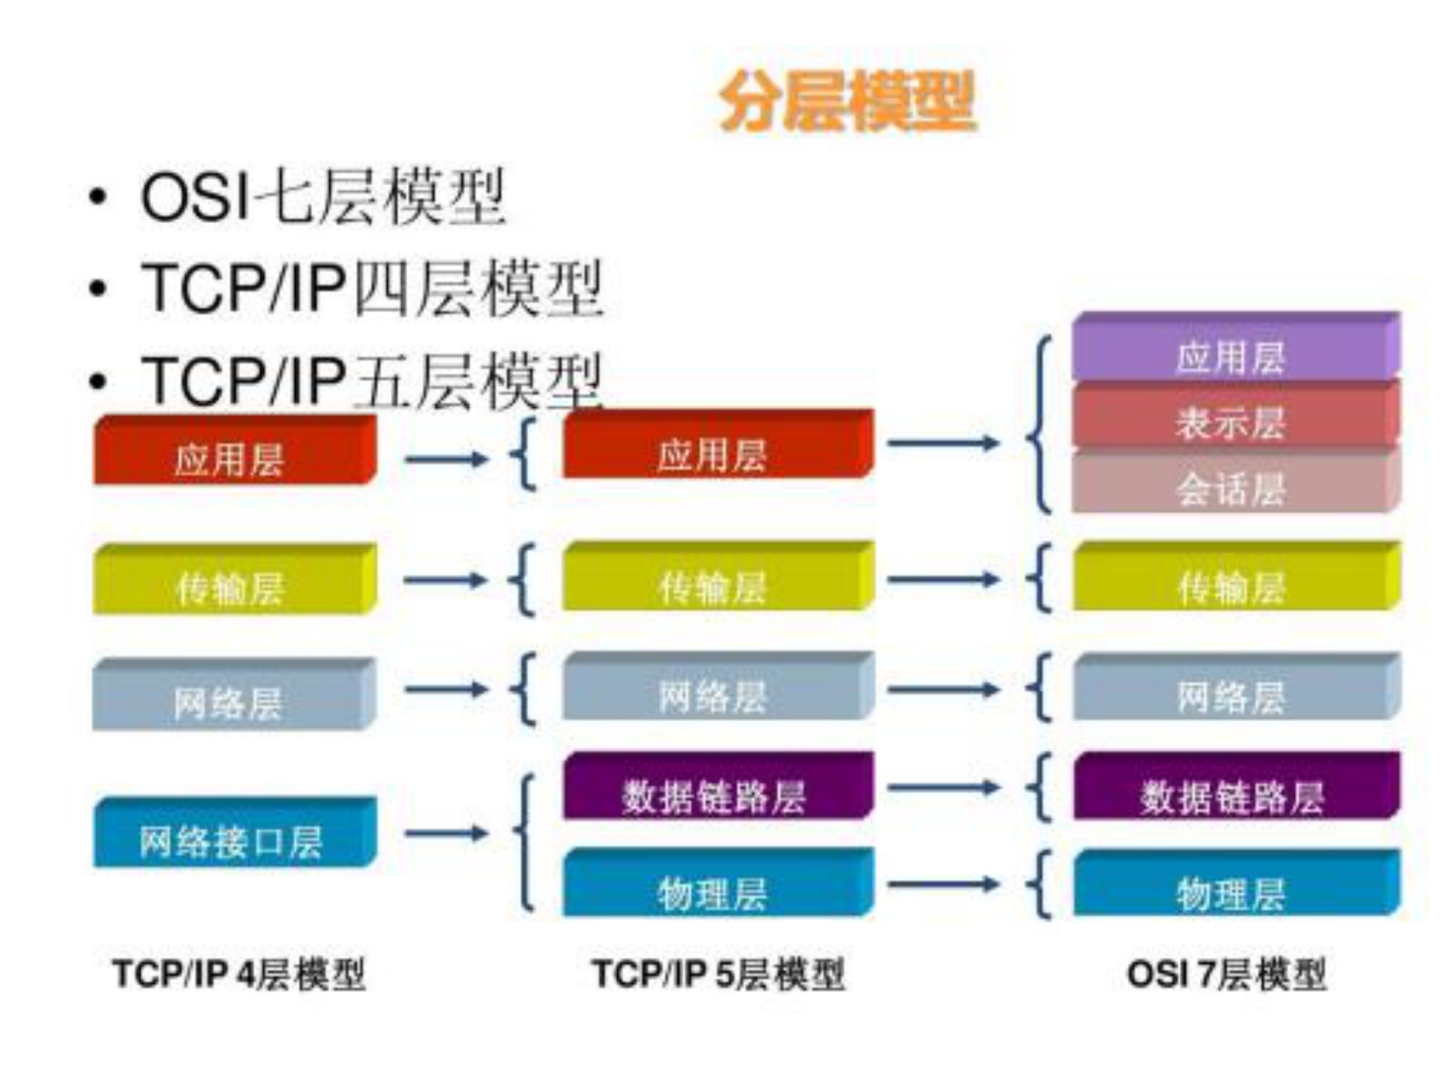 分层模型
• OSI七层模型
• TCP/IP四层模型
• TCP/IP五层模型
应用层
传输层
网络层
网络接口层
TCP/IP 4层模型
应用层
传输层
网络层
数据链路层
物理层
TCP/IP 5层模型
应用层
表示层
会话层
传输层
网络层
数据链路层
物理层
OSI 7层模型